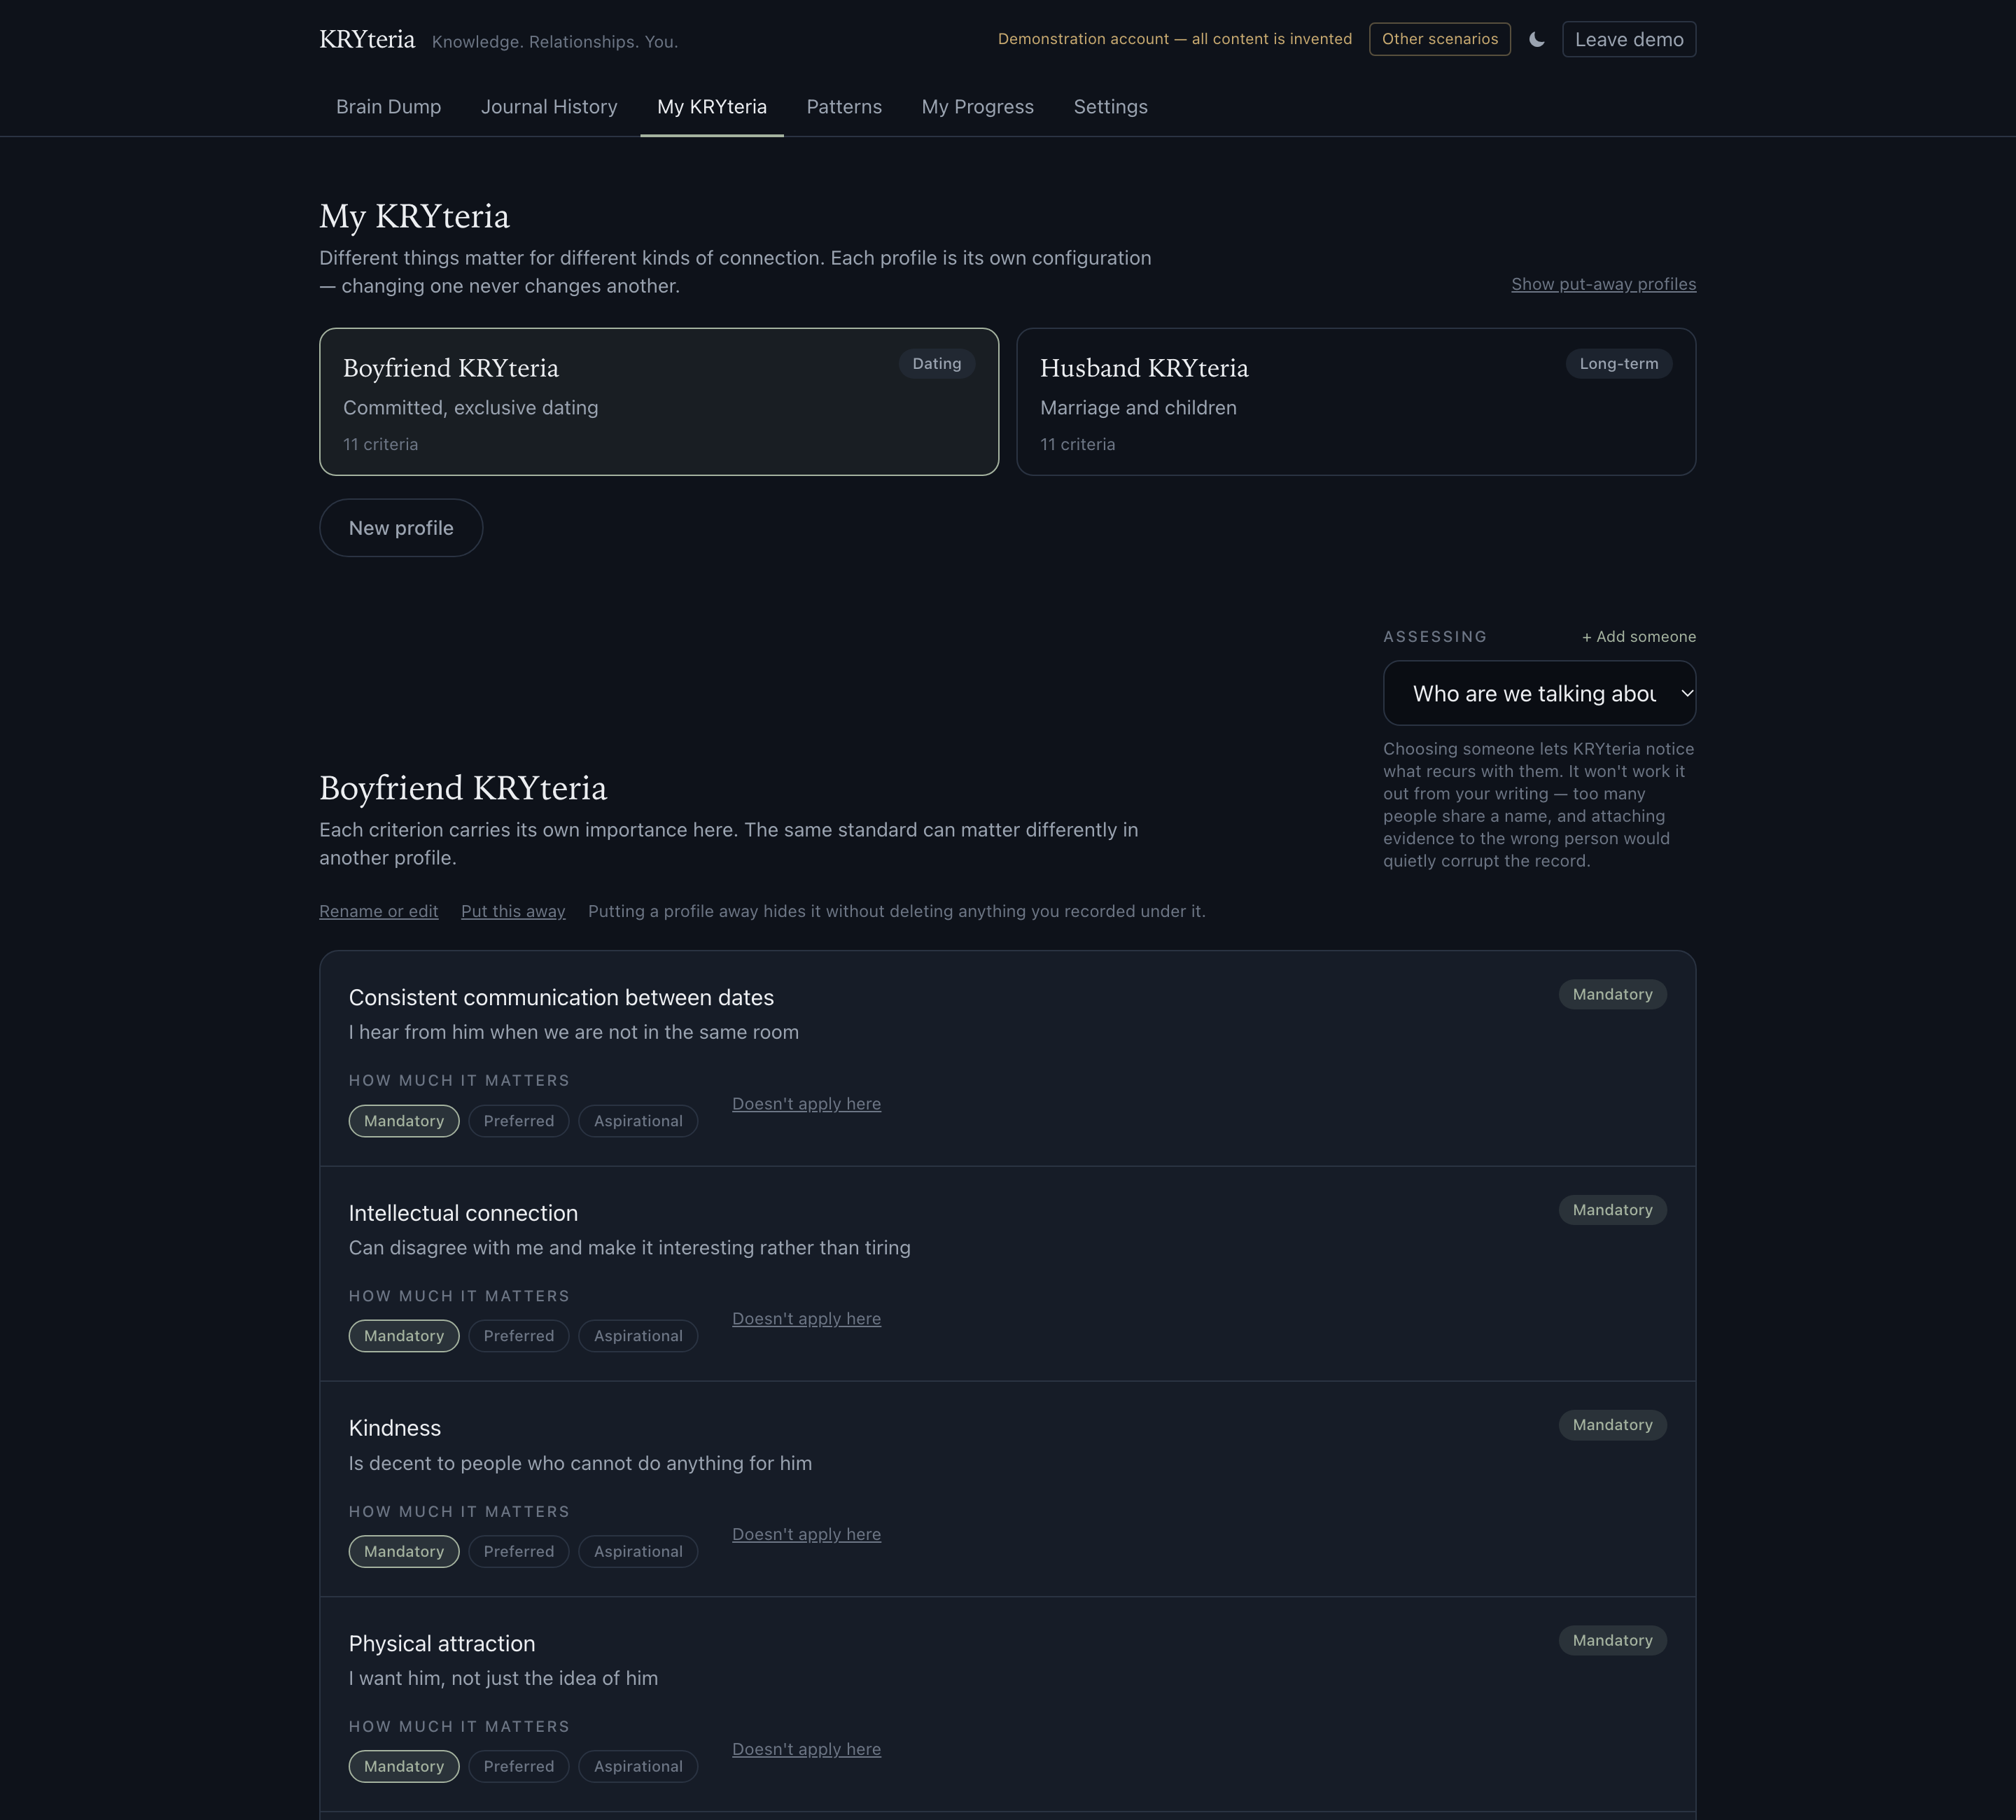 KRYteria
Knowledge. Relationships. You.
Demonstration account — all content is invented
Other scenarios
Leave demo
Brain Dump
Journal History
My KRYteria
Patterns
My Progress
Settings
My KRYteria
Different things matter for different kinds of connection. Each profile is its own configuration
— changing one never changes another.
Show put-away profiles
Boyfriend KRYteria
Dating
Committed, exclusive dating
11 criteria
Husband KRYteria
Long-term
Marriage and children
11 criteria
New profile
ASSESSING
+ Add someone
Who are we talking abou
Choosing someone lets KRYteria notice
what recurs with them. It won't work it
out from your writing — too many
people share a name, and attaching
evidence to the wrong person would
quietly corrupt the record.
Boyfriend KRYteria
Each criterion carries its own importance here. The same standard can matter differently in
another profile.
Rename or edit
Put this away
Putting a profile away hides it without deleting anything you recorded under it.
Consistent communication between dates
Mandatory
I hear from him when we are not in the same room
HOW MUCH IT MATTERS
Mandatory
Preferred
Aspirational
Doesn't apply here
Intellectual connection
Mandatory
Can disagree with me and make it interesting rather than tiring
HOW MUCH IT MATTERS
Mandatory
Preferred
Aspirational
Doesn't apply here
Kindness
Mandatory
Is decent to people who cannot do anything for him
HOW MUCH IT MATTERS
Mandatory
Preferred
Aspirational
Doesn't apply here
Physical attraction
Mandatory
I want him, not just the idea of him
HOW MUCH IT MATTERS
Mandatory
Preferred
Aspirational
Doesn't apply here